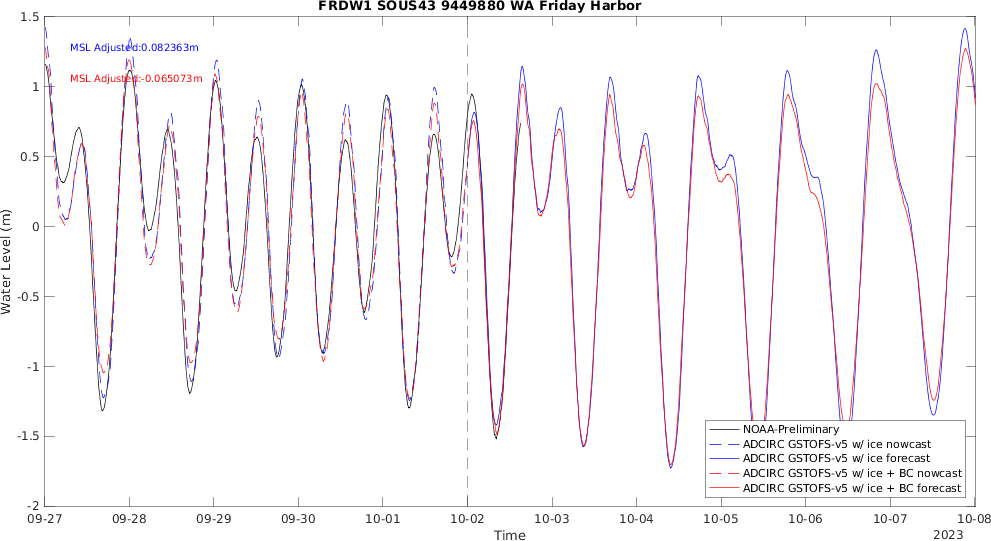 FRDW1 SOUS43 9449880 WA Friday Harbor
MSL Adjusted:0.082363m
MSL Adjusted:-0.065073m
Water Level (m)
1.5
1
0.5
0
-0.5
-1
-1.5
-2
NOAA-Preliminary
ADCIRC GSTOFS-v5 w/ ice nowcast
ADCIRC GSTOFS-v5 w/ ice forecast
ADCIRC GSTOFS-v5 w/ ice + BC nowcast
ADCIRC GSTOFS-v5 w/ ice + BC forecast
09-27 09-28 09-29 09-30 10-01 10-02 10-03 10-04 10-05 10-06 10-07 10-08
Time
2023